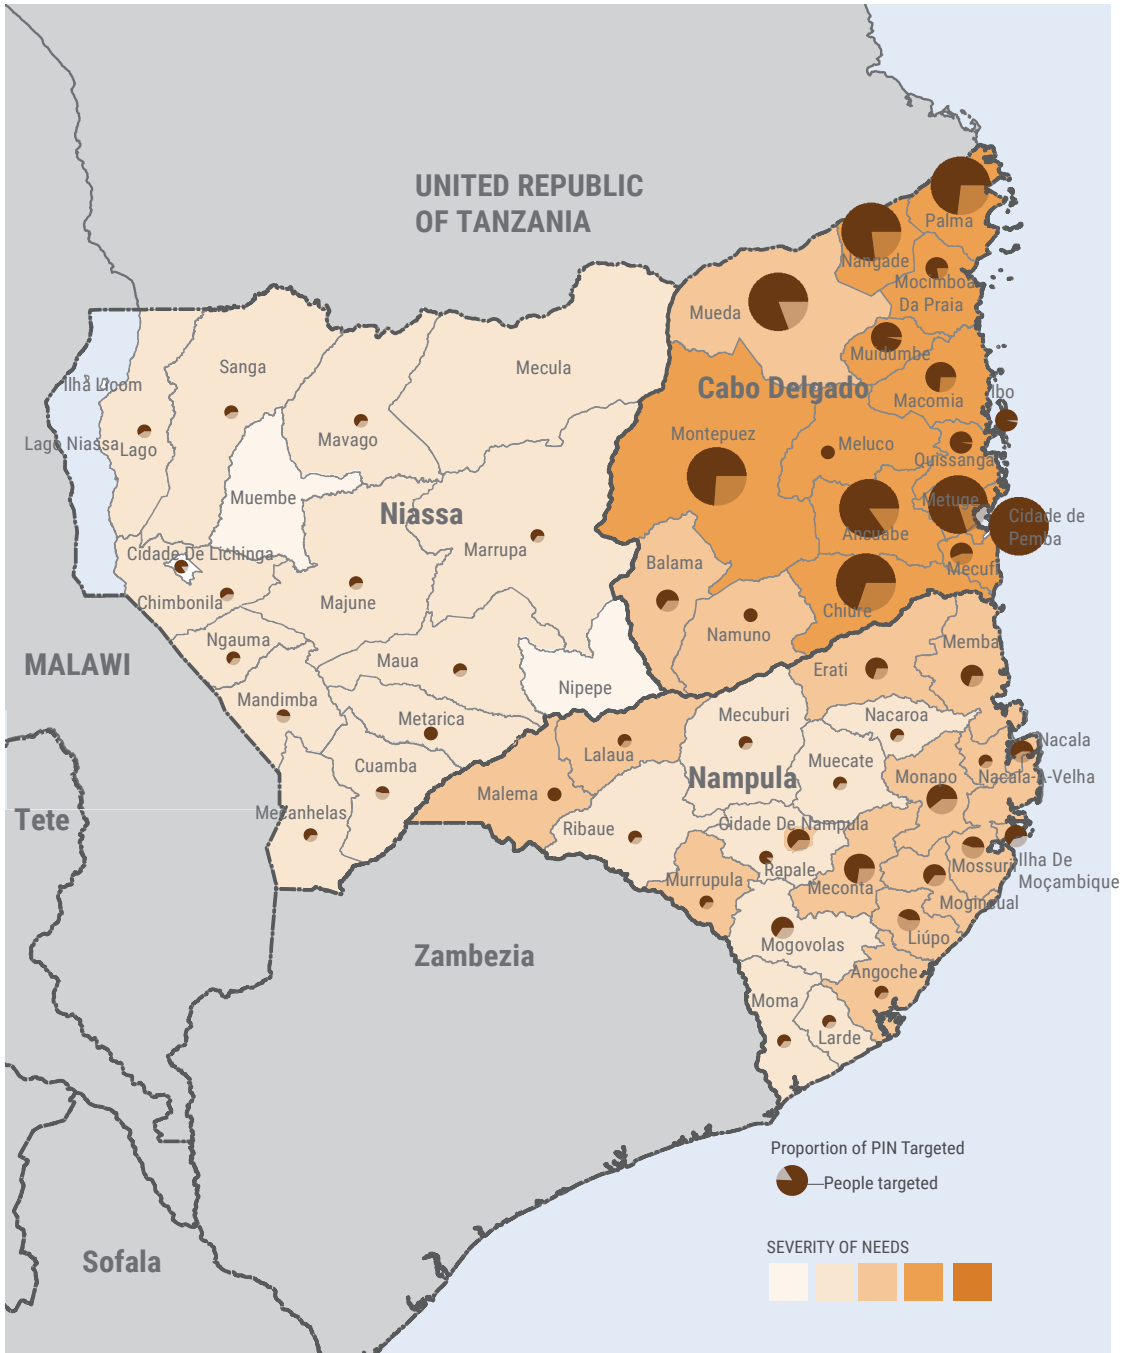 UNITED REPUBLIC
OF TANZANIA
Palma
Nangade
Mocimboa
Da Praia
Mueda
Muidumbe
Mecula
Sanga
Ilha Licom
Cabo Delgado
Macomia
Ibo
Mavago
Lago Niassa
Lago
Montepuez
Meluco
Quissanga
Muembe
Niassa
Metuge
Cidade de
Pemba
Ancuabe
Marrupa
Cidade De Lichinga
Balama
Mecufi
Chimbonila
Majune
Chiure
Namuno
Ngauma
Memba
MALAWI
Maua
Erati
Mandimba
Nipepe
Metarica
Mecuburi
Nacaroa
Nacala
Lalaua
Muecate
Cuamba
Nampula
Monapo
Nacala-A-Velha
Malema
Mecanhelas
Tete
Ribaue
Cidade De Nampula
Rapale
Mossuril
Ilha De
Moçambique
Murrupula
Meconta
Mogincual
Liúpo
Mogovolas
Zambezia
Angoche
Moma
Larde
Proportion of PIN Targeted
People targeted
SEVERITY OF NEEDS
Sofala